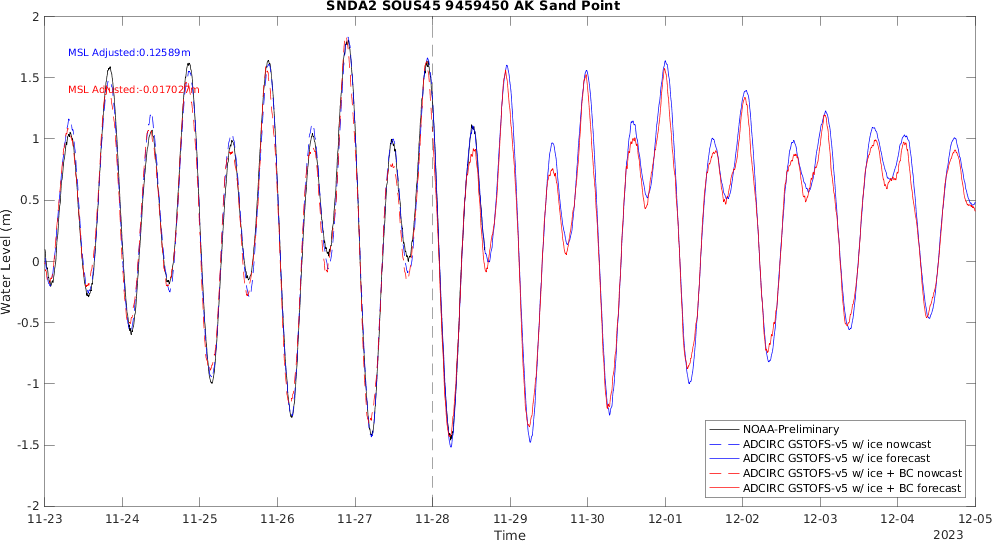 SNDA2 SOUS45 9459450 AK Sand Point
2
1.5
1
0.5
0
-0.5
-1
-1.5
-2
Water Level (m)
MSL Adjusted:0.12589m
MSL Adjusted:-0.017027m
NOAA-Preliminary
ADCIRC GSTOFS-v5 w/ ice nowcast
ADCIRC GSTOFS-v5 w/ ice forecast
ADCIRC GSTOFS-v5 w/ ice + BC nowcast
ADCIRC GSTOFS-v5 w/ ice + BC forecast
11-23 11-24 11-25 11-26 11-27 11-28 11-29 11-30 12-01 12-02 12-03 12-04 12-05
Time
2023